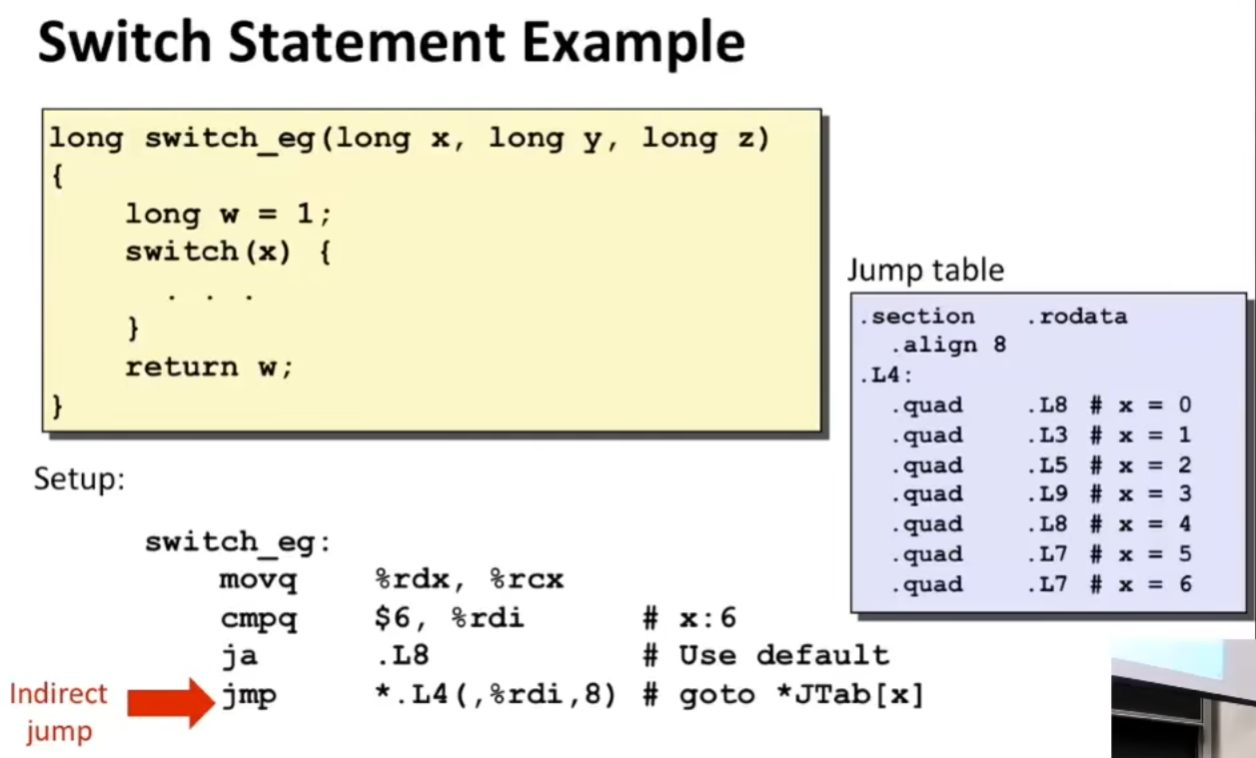 Switch Statement Example
long switch_eg(long x, long y, long z)
{
long w = 1;
switch(x) {
. . .
}
return w;
}
Jump table
.section .rodata
.align 8
.L4:
.quad .L8 # x = 0
.quad .L3 # x = 1
.quad .L5 # x = 2
.quad .L9 # x = 3
.quad .L8 # x = 4
.quad .L7 # x = 5
.quad .L7 # x = 6
Setup:
switch_eg:
movq %rdx, %rcx
cmpq $6, %rdi # x:6
ja .L8 # Use default
jmp *.L4(,%rdi,8) # goto *JTab[x]
Indirect
jump